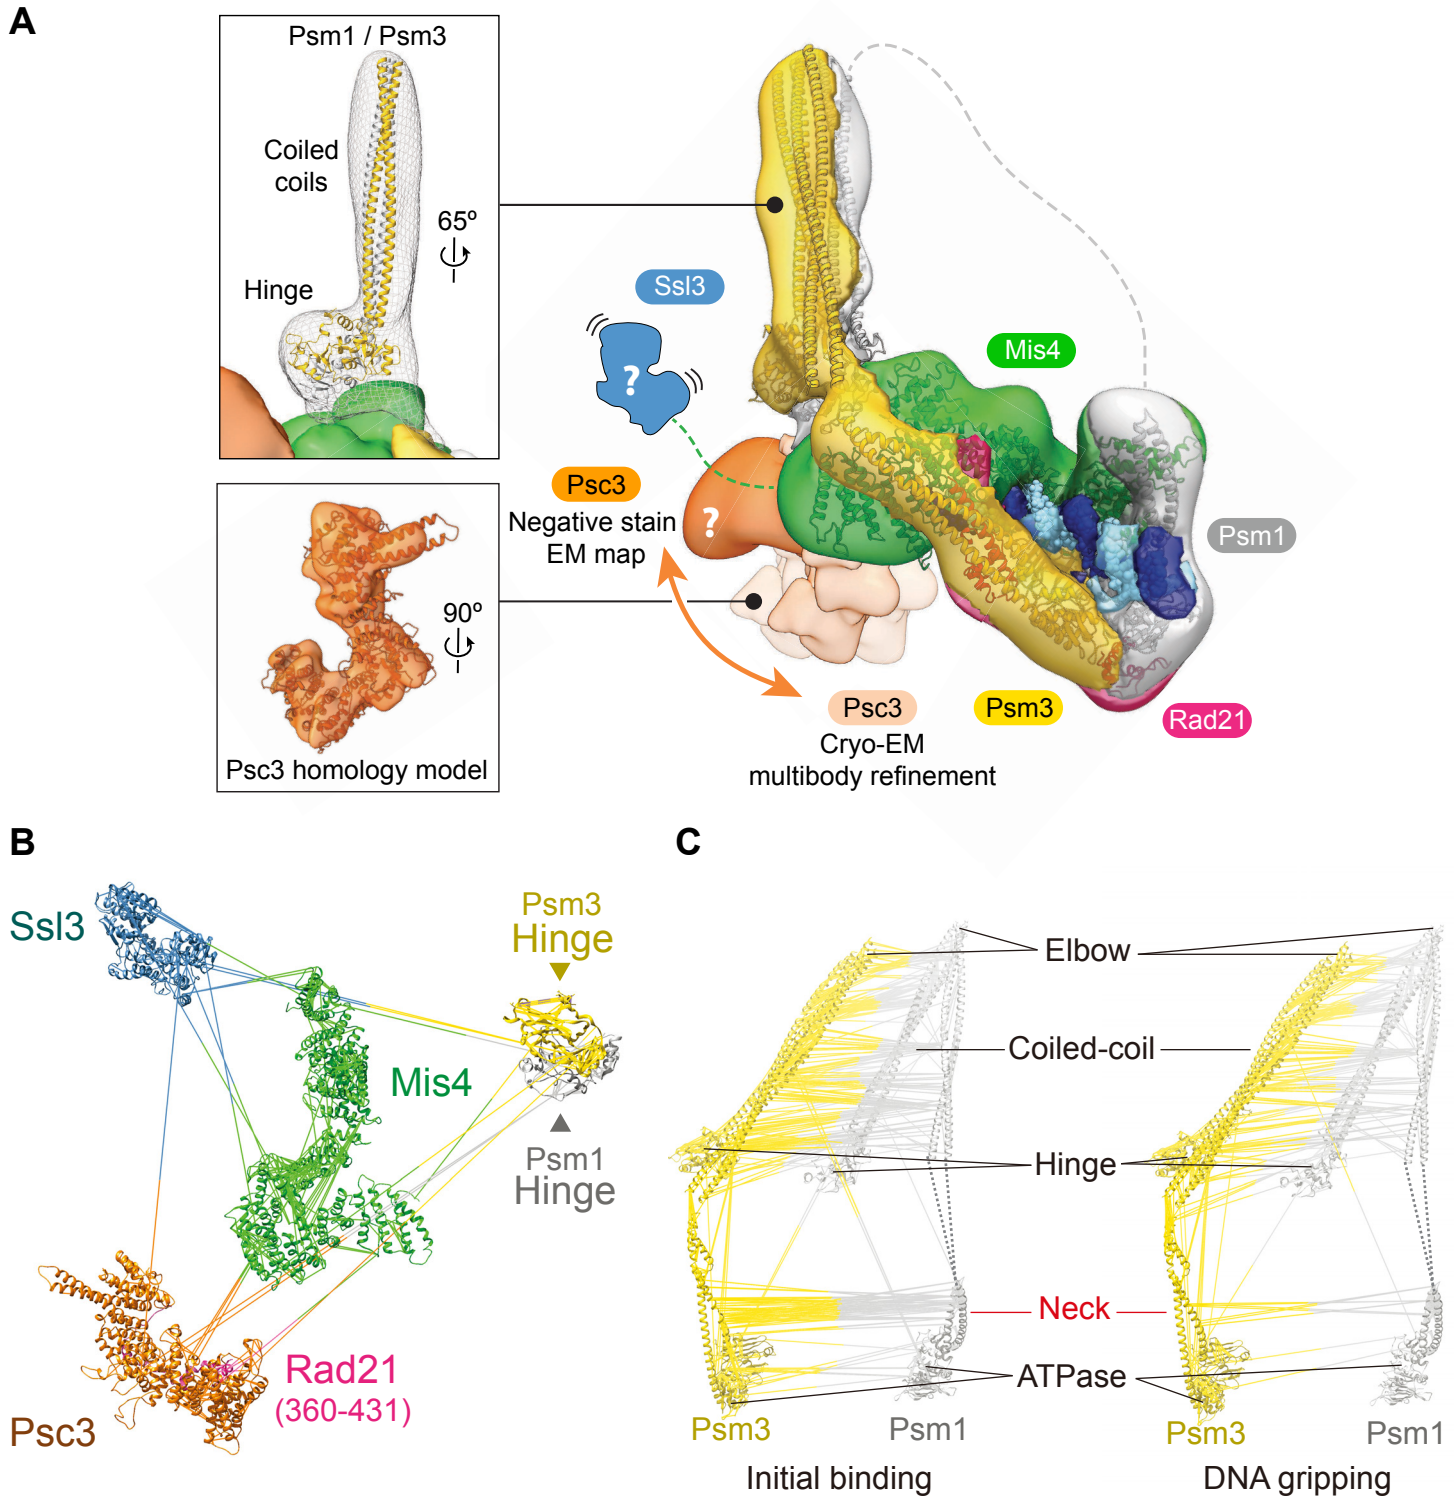 A
Psm1 / Psm3
Coiled
coils
65º
Hinge
Ssl3
?
Mis4
Psc3
Negative stain
EM map
?
Psm1
90º
Psc3 homology model
Psc3
Cryo-EM
multibody refinement
Psm3
Rad21
B
Ssl3
Psm3
Hinge
Mis4
Psm1
Hinge
Rad21
(360-431)
Psc3
C
Elbow
Coiled-coil
Hinge
Neck
ATPase
Psm3
Psm1
Psm3
Psm1
Initial binding
DNA gripping